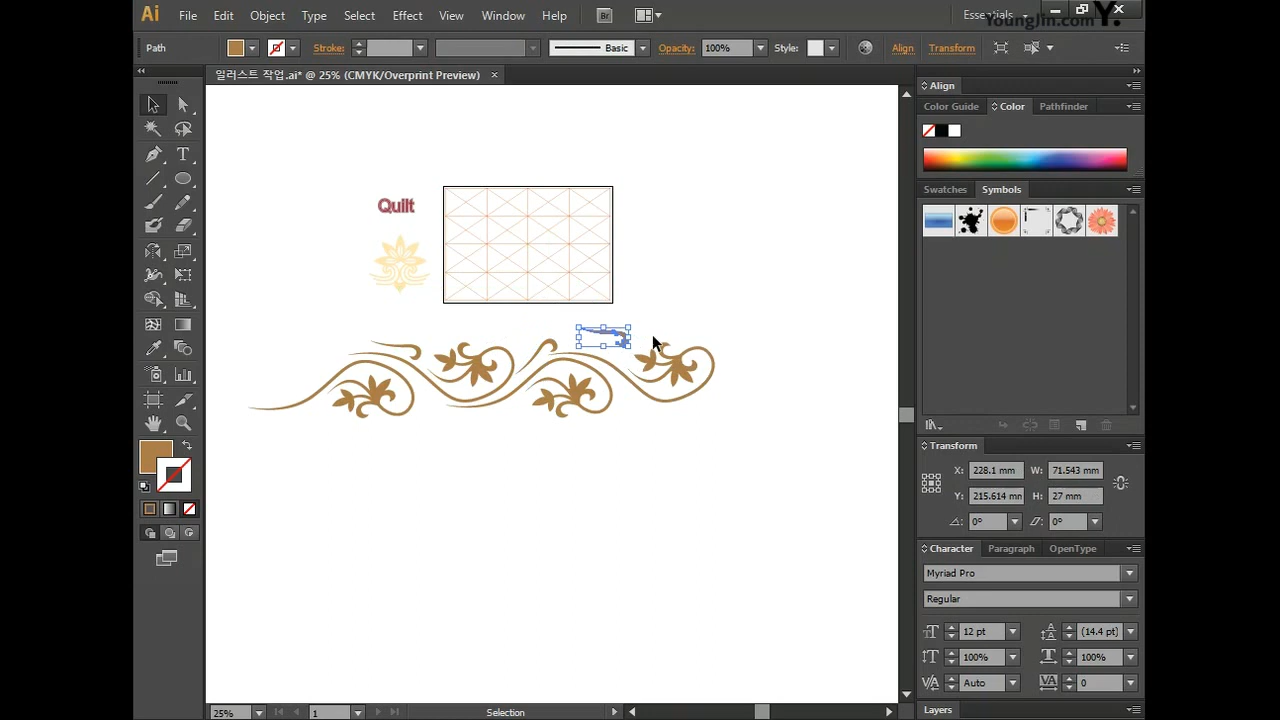 Ai File Edit Object Type Select Effect View Window Help Br Essentials
YoungJin.com Y.
Path Stroke: Basic Opacity: 100% Style: Align Transform
일러스트 작업.ai* @ 25% (CMYK/Overprint Preview)
Align
Color Guide Color Pathfinder
Swatches Symbols
Quilt
Transform
X: 228.1 mm W: 71.543 mm
Y: 215.614 mm H: 27 mm
0° 0°
Character Paragraph OpenType
Myriad Pro
Regular
12 pt (14.4 pt)
100% 100%
Auto 0
Layers
25% 1 Selection